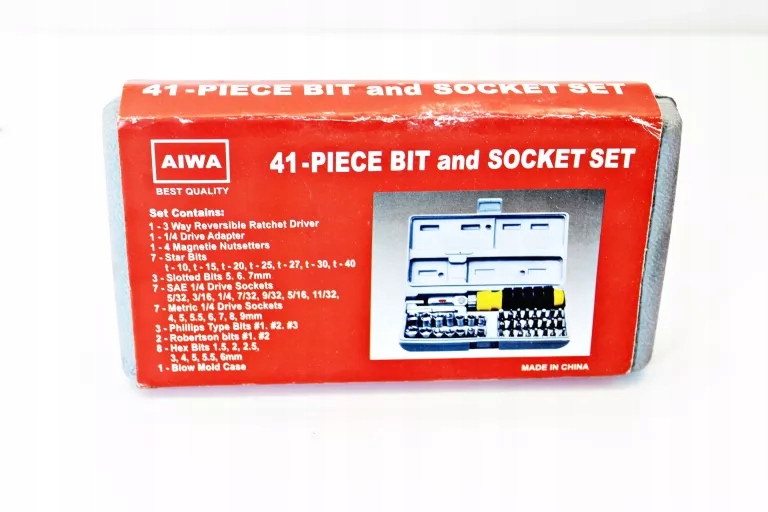 41-PIECE BIT and SOCKET SET
AIWA
BEST QUALITY
41-PIECE BIT and SOCKET SET
Set Contains:
1 - 3 Way Reversible Ratchet Driver
1 - 1/4 Drive Adapter
1 - 4 Magnetie Nutsetters
7 - Star Bits
t - 10, t - 15, t - 20, t - 25, t - 27, t - 30, t - 40
3 - Slotted Bits 5. 6. 7mm
7 - SAE 1/4 Drive Sockets
5/32, 3/16, 1/4, 7/32, 9/32, 5/16, 11/32,
7 - Metric 1/4 Drive Sockets
4, 5, 5.5, 6, 7, 8, 9mm
3 - Phillips Type Bits #1. #2. #3
2 - Robertson bits #1. #2
8 - Hex Bits 1.5, 2, 2.5,
3, 4, 5, 5.5, 6mm
1 - Blow Mold Case
MADE IN CHINA